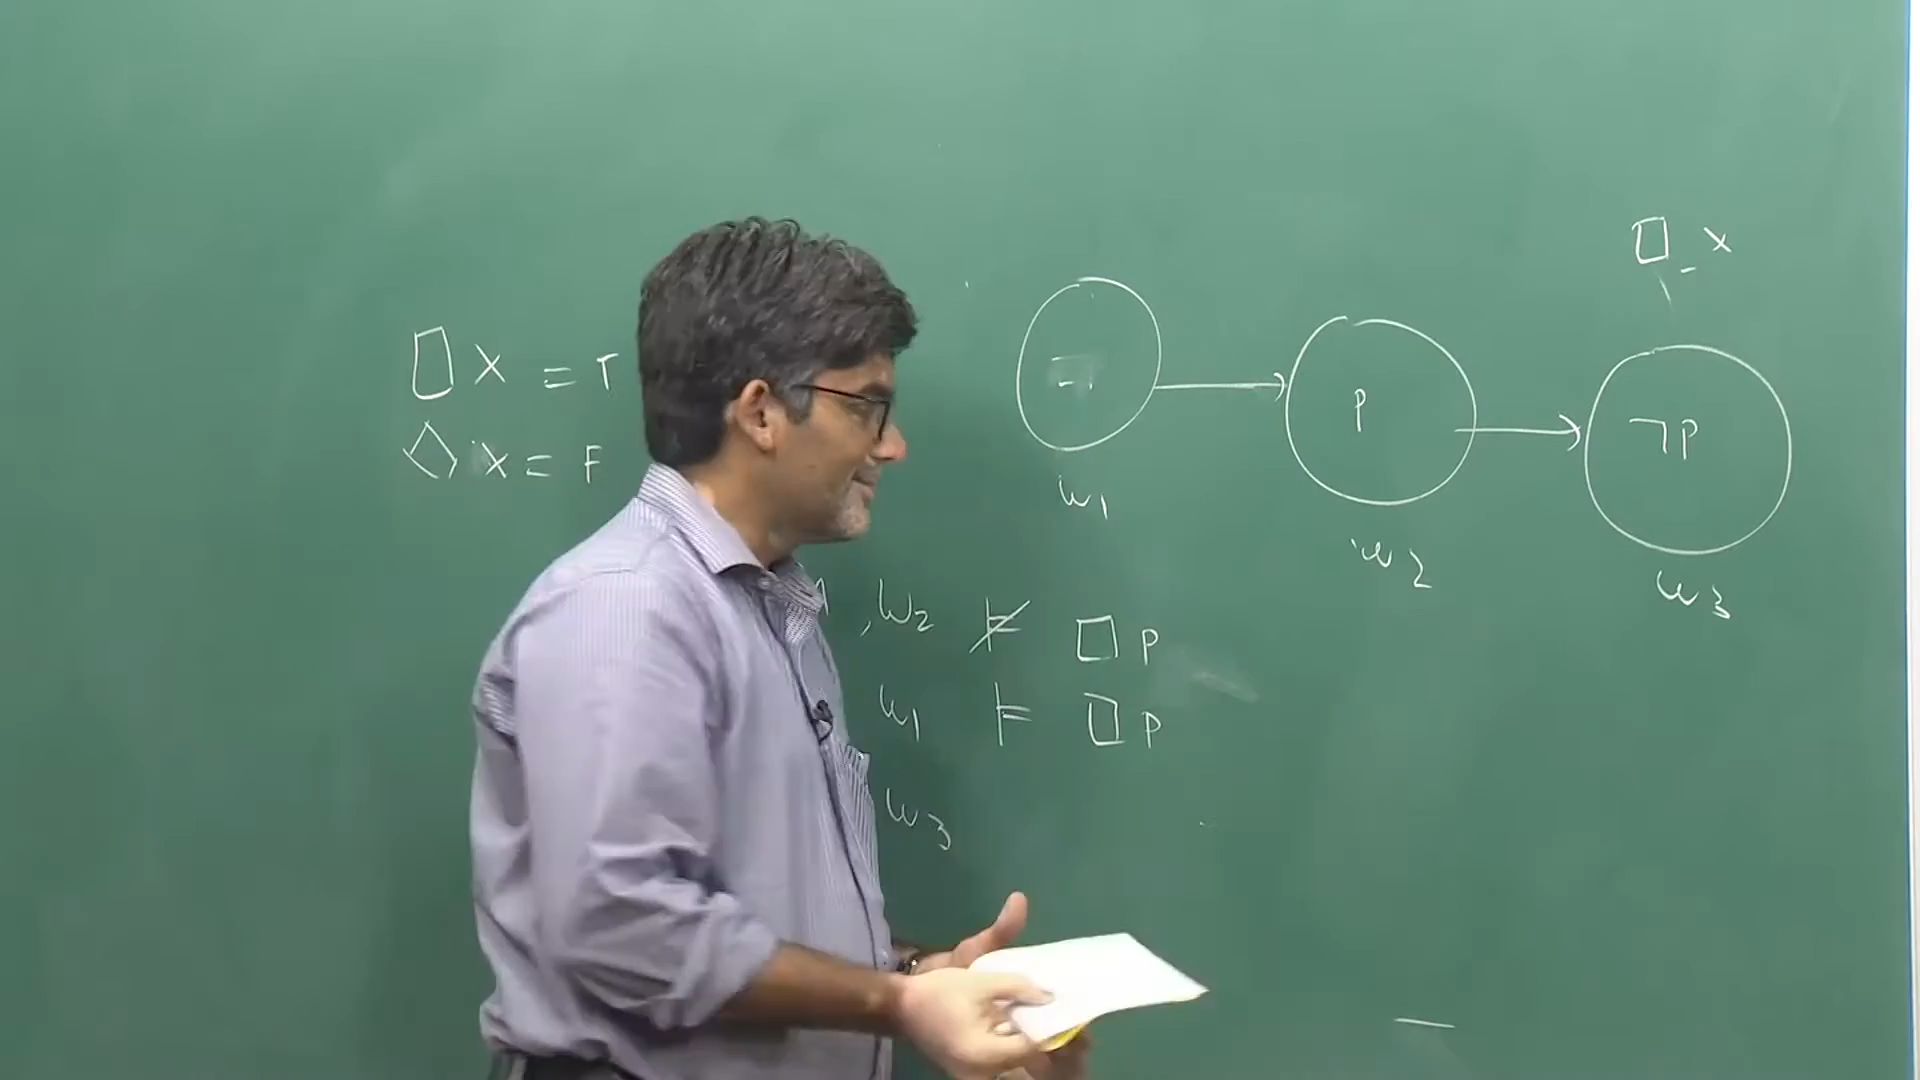 □ X = T
◇ X = F
□ X
P
¬P
w1
w2
w3
, W2 ⊭ □ P
w1 ⊨ □ P
w3